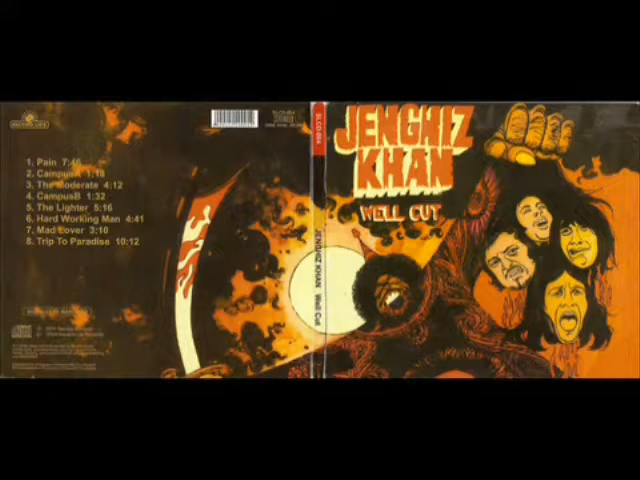 1. Pain 7:46
2. CampusA 1:18
3. The Moderate 4:12
4. CampusB 1:32
5. The Lighter 5:16
6. Hard Working Man 4:41
7. Mad Lover 3:10
8. Trip To Paradise 10:12
SLCD-054
JENGHIZ KHAN Well Cut
JENGHIZ
KHAN
WELL CUT